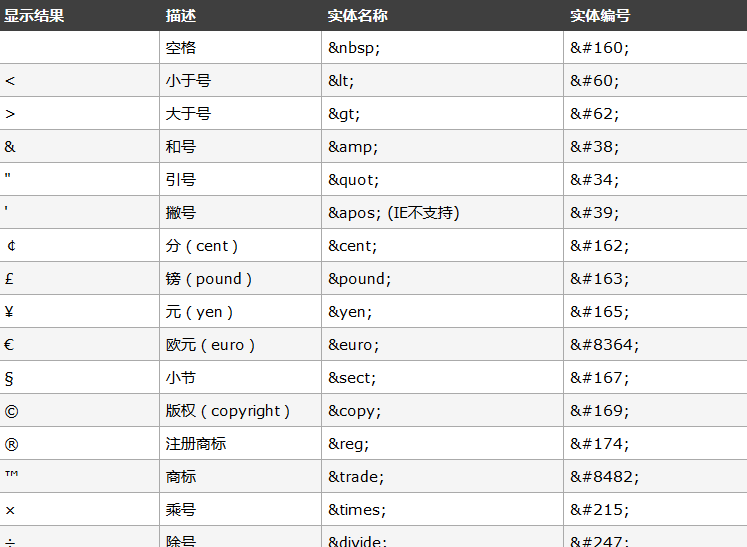 显示结果 描述 实体名称 实体编号
空格 &nbsp; &#160;
< 小于号 &lt; &#60;
> 大于号 &gt; &#62;
& 和号 &amp; &#38;
" 引号 &quot; &#34;
' 撇号 &apos; (IE不支持) &#39;
¢ 分（cent） &cent; &#162;
£ 镑（pound） &pound; &#163;
¥ 元（yen） &yen; &#165;
€ 欧元（euro） &euro; &#8364;
§ 小节 &sect; &#167;
© 版权（copyright） &copy; &#169;
® 注册商标 &reg; &#174;
™ 商标 &trade; &#8482;
× 乘号 &times; &#215;
÷ 除号 &divide; &#247;